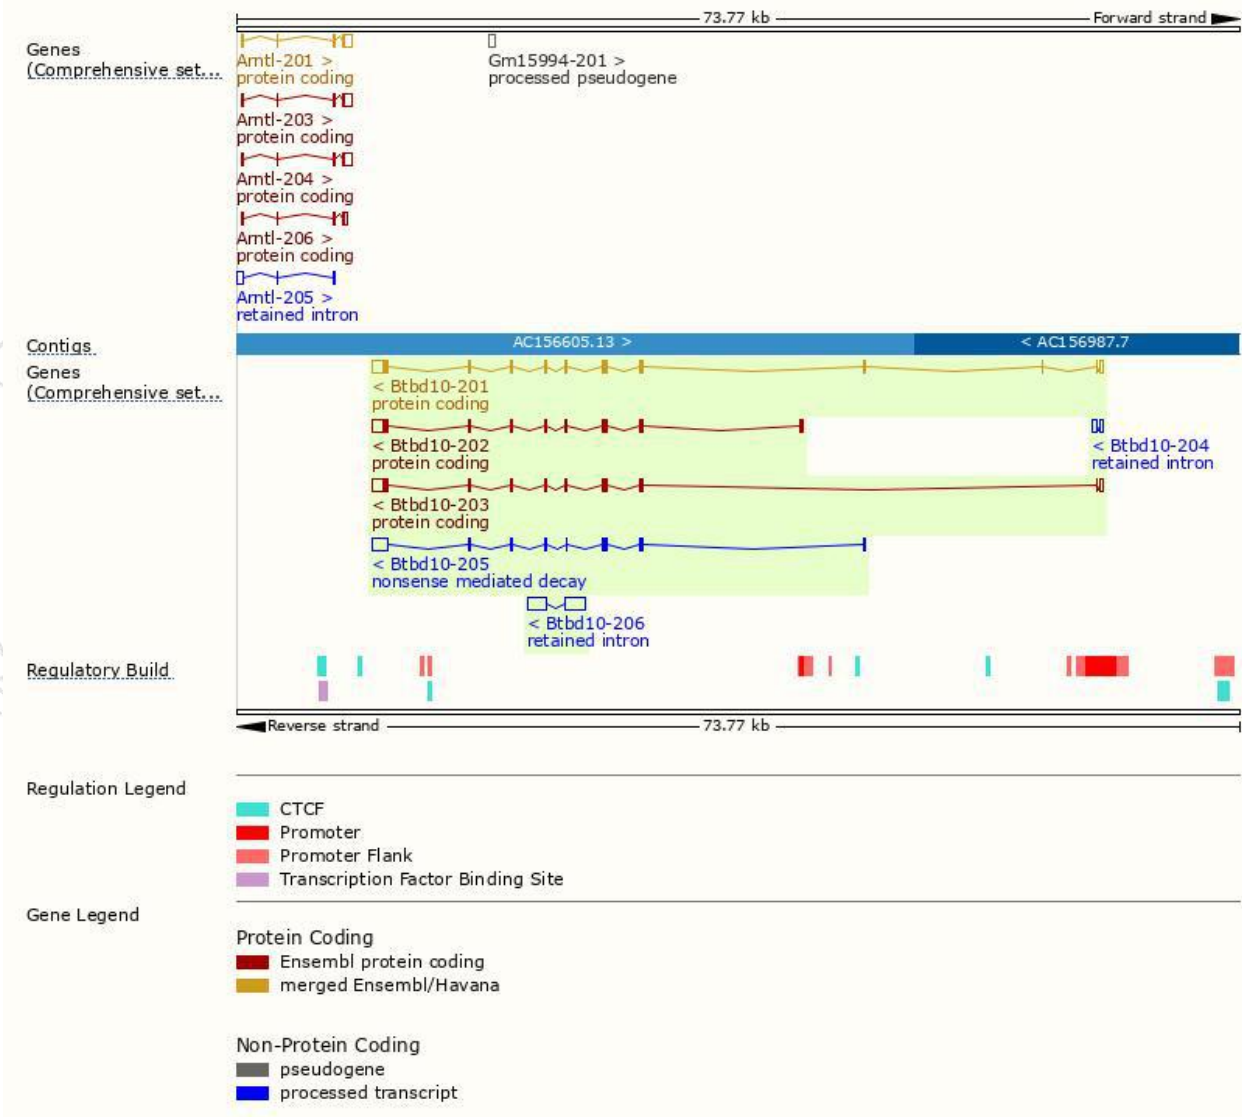 73.77 kb
Forward strand
Genes
(Comprehensive set...
Arntl-201 >
protein coding
Gm15994-201 >
processed pseudogene
Arntl-203 >
protein coding
Arntl-204 >
protein coding
Arntl-206 >
protein coding
Arntl-205 >
retained intron
Contigs
AC156605.13 >
< AC156987.7
Genes
(Comprehensive set...
< Btbd10-201
protein coding
< Btbd10-202
protein coding
< Btbd10-204
retained intron
< Btbd10-203
protein coding
< Btbd10-205
nonsense mediated decay
< Btbd10-206
retained intron
Regulatory Build
Reverse strand
73.77 kb
Regulation Legend
CTCF
Promoter
Promoter Flank
Transcription Factor Binding Site
Gene Legend
Protein Coding
Ensembl protein coding
merged Ensembl/Havana
Non-Protein Coding
pseudogene
processed transcript